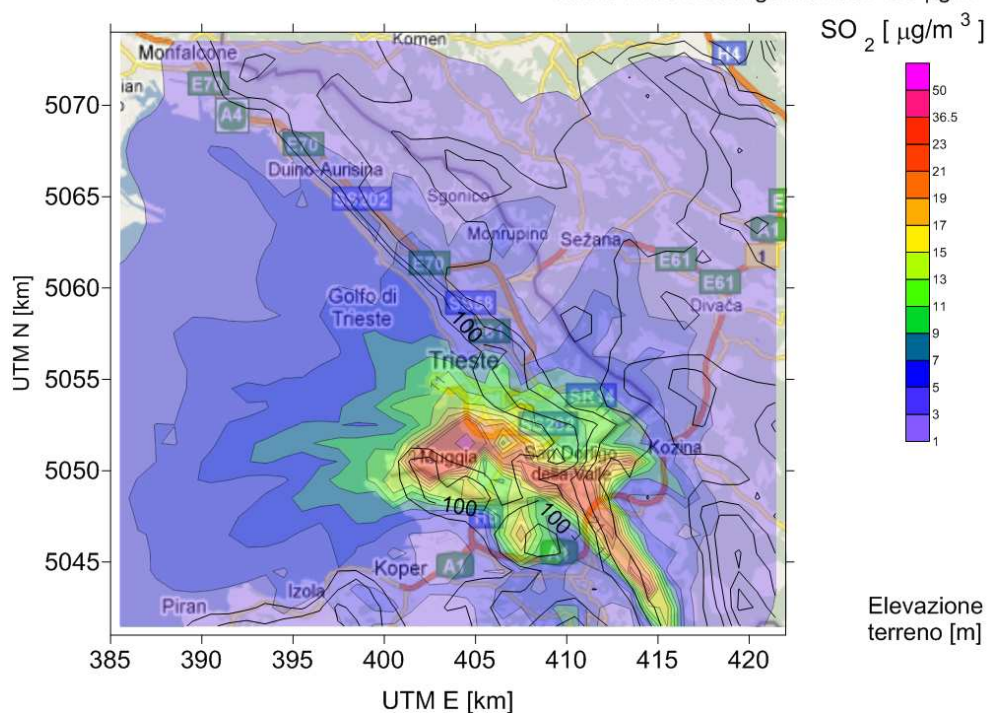 SO 2 [ µg/m 3 ]
50
36.5
23
21
19
17
15
13
11
9
7
5
3
1
Elevazione
terreno [m]
UTM N [km]
5070
5065
5060
5055
5050
5045
385 390 395 400 405 410 415 420
UTM E [km]
Monfalcone
Komen
H4
E70
A4
E70
Duino Aurisina
SS202
Sgonico
Monrupino
Sežana
A1
1
E70
E61
E61
Golfo di
Trieste
Divača
100
Trieste
Kozina
Muggia
San Dorligo
della Valle
100
100
Koper
A1
Izola
Piran